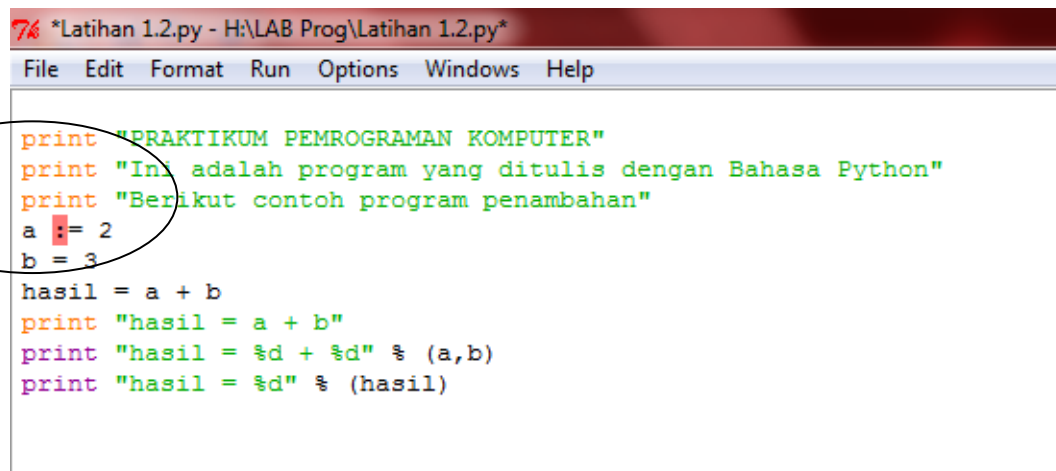 *Latihan 1.2.py - H:\LAB Prog\Latihan 1.2.py*
File Edit Format Run Options Windows Help
print "PRAKTIKUM PEMROGRAMAN KOMPUTER"
print "Ini adalah program yang ditulis dengan Bahasa Python"
print "Berikut contoh program penambahan"
a := 2
b = 3
hasil = a + b
print "hasil = a + b"
print "hasil = %d + %d" % (a,b)
print "hasil = %d" % (hasil)